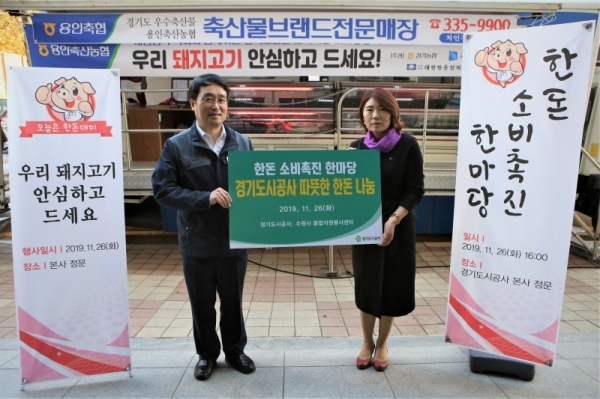 용인축협
경기도 우수축산물
용인축산농협
축산물브랜드전문매장
335-9900
용인축산농협
우리 돼지고기 안심하고 드세요!
오늘은 한돈데이
우리 돼지고기
안심하고
드세요
행사일시 2019,11,26(화)
장소 | 본사 정문
한돈 소비촉진 한마당
경기도시공사 따뜻한 한돈 나눔
2019. 11. 26(화)
경기도시공사, 수원시 종합자원봉사센터
경기도시공사
한돈
소비촉진
한마당
일시 |
2019,11,26(화) 16:00
장소 |
경기도시공사 본사 정문